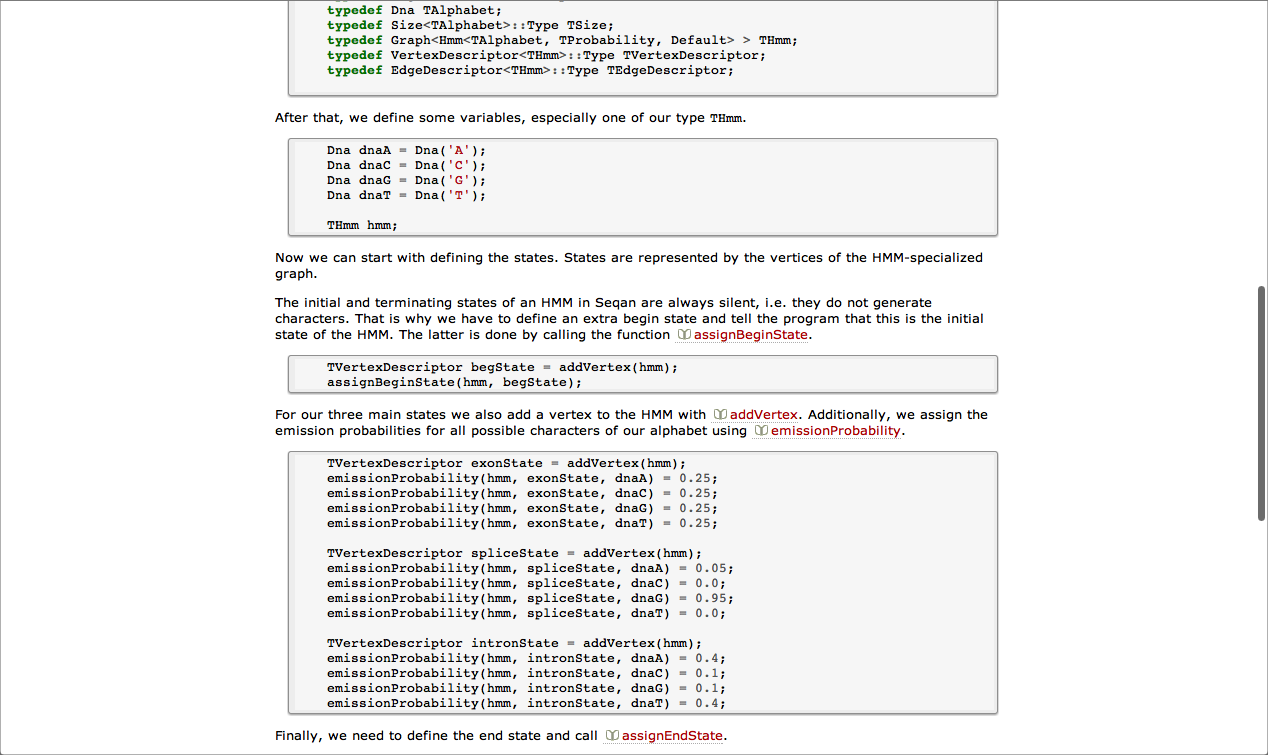 typedef Dna TAlphabet;
typedef Size<TAlphabet>::Type TSize;
typedef Graph<Hmm<TAlphabet, TProbability, Default> > THmm;
typedef VertexDescriptor<THmm>::Type TVertexDescriptor;
typedef EdgeDescriptor<THmm>::Type TEdgeDescriptor;
After that, we define some variables, especially one of our type THmm.
Dna dnaA = Dna('A');
Dna dnaC = Dna('C');
Dna dnaG = Dna('G');
Dna dnaT = Dna('T');
THmm hmm;
Now we can start with defining the states. States are represented by the vertices of the HMM-specialized
graph.
The initial and terminating states of an HMM in Seqan are always silent, i.e. they do not generate
characters. That is why we have to define an extra begin state and tell the program that this is the initial
state of the HMM. The latter is done by calling the function assignBeginState.
TVertexDescriptor begState = addVertex(hmm);
assignBeginState(hmm, begState);
For our three main states we also add a vertex to the HMM with addVertex. Additionally, we assign the
emission probabilities for all possible characters of our alphabet using emissionProbability.
TVertexDescriptor exonState = addVertex(hmm);
emissionProbability(hmm, exonState, dnaA) = 0.25;
emissionProbability(hmm, exonState, dnaC) = 0.25;
emissionProbability(hmm, exonState, dnaG) = 0.25;
emissionProbability(hmm, exonState, dnaT) = 0.25;
TVertexDescriptor spliceState = addVertex(hmm);
emissionProbability(hmm, spliceState, dnaA) = 0.05;
emissionProbability(hmm, spliceState, dnaC) = 0.0;
emissionProbability(hmm, spliceState, dnaG) = 0.95;
emissionProbability(hmm, spliceState, dnaT) = 0.0;
TVertexDescriptor intronState = addVertex(hmm);
emissionProbability(hmm, intronState, dnaA) = 0.4;
emissionProbability(hmm, intronState, dnaC) = 0.1;
emissionProbability(hmm, intronState, dnaG) = 0.1;
emissionProbability(hmm, intronState, dnaT) = 0.4;
Finally, we need to define the end state and call assignEndState.